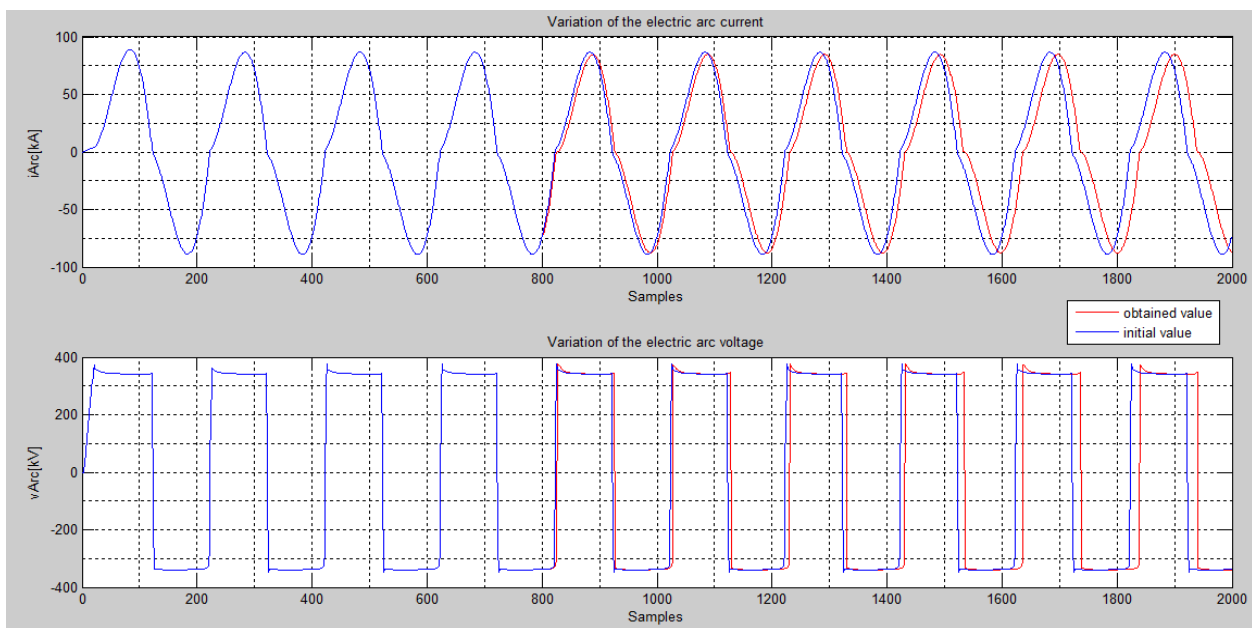 Variation of the electric arc current
100
50
0
-50
-100
iArc[kA]
0 200 400 600 800 1000 1200 1400 1600 1800 2000
Samples
obtained value
initial value
Variation of the electric arc voltage
400
200
0
-200
-400
vArc[kV]
0 200 400 600 800 1000 1200 1400 1600 1800 2000
Samples